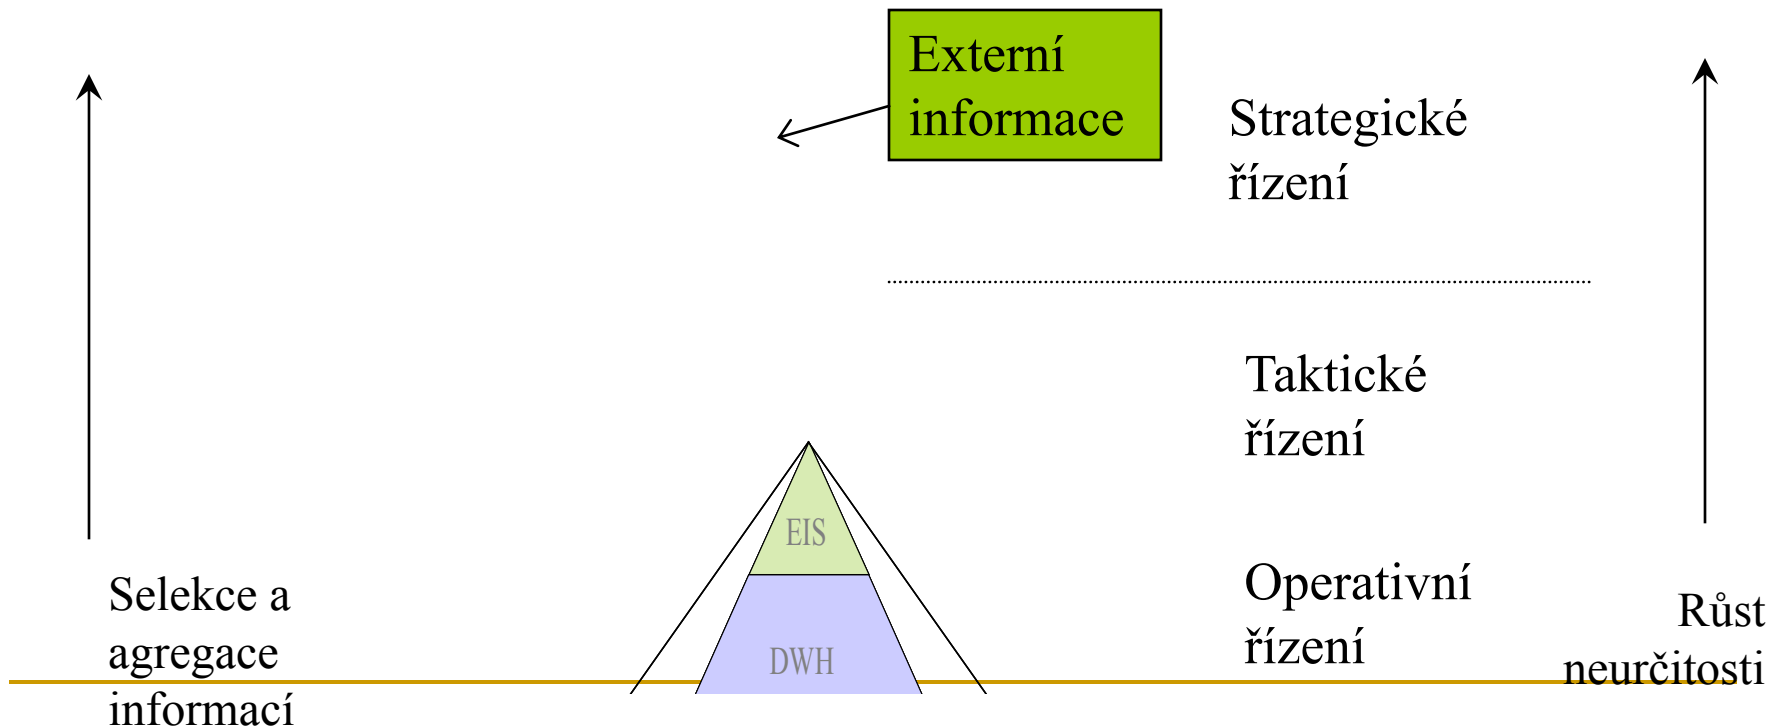 Externí
informace
Strategické
řízení
Taktické
řízení
EIS
Operativní
řízení
DWH
Selekce a
agregace
informací
Růst
neurčitosti